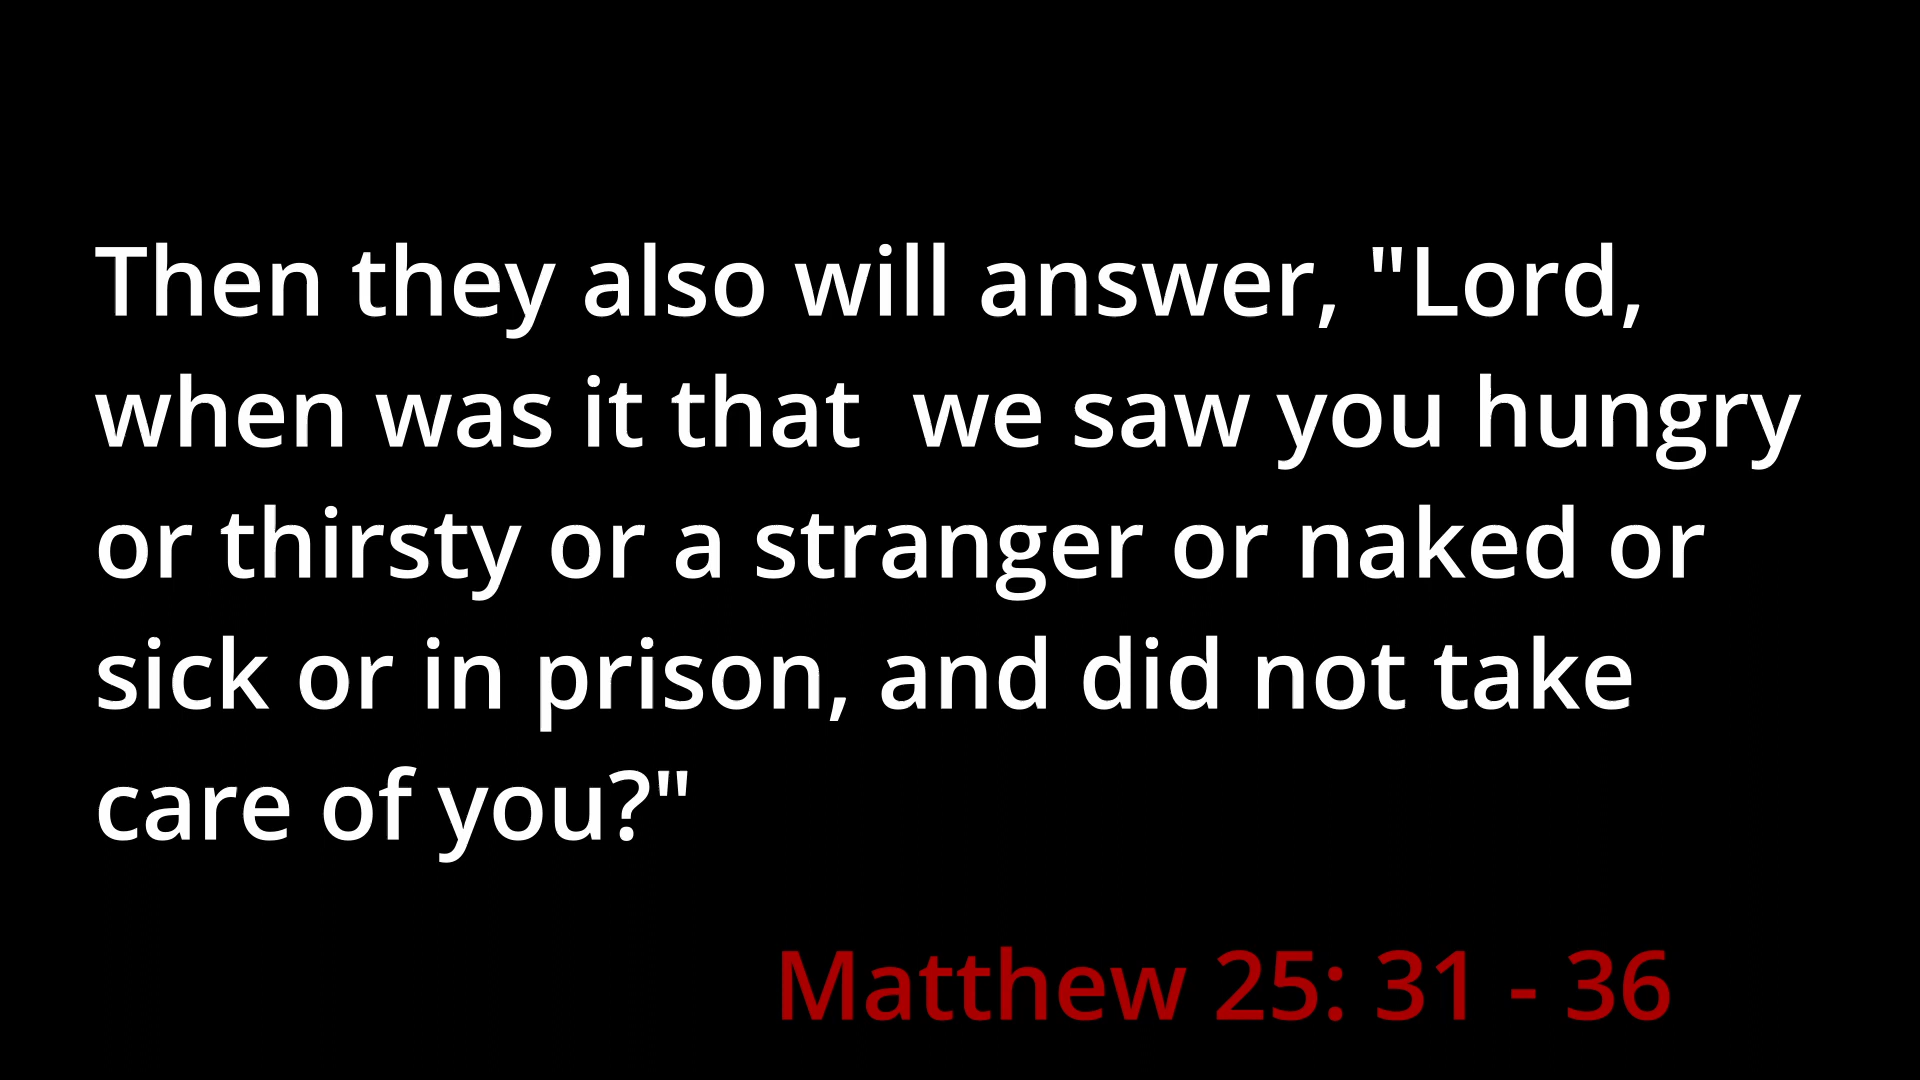 Then they also will answer, "Lord,
when was it that  we saw you hungry
or thirsty or a stranger or naked or
sick or in prison, and did not take
care of you?"
Matthew 25: 31 - 36